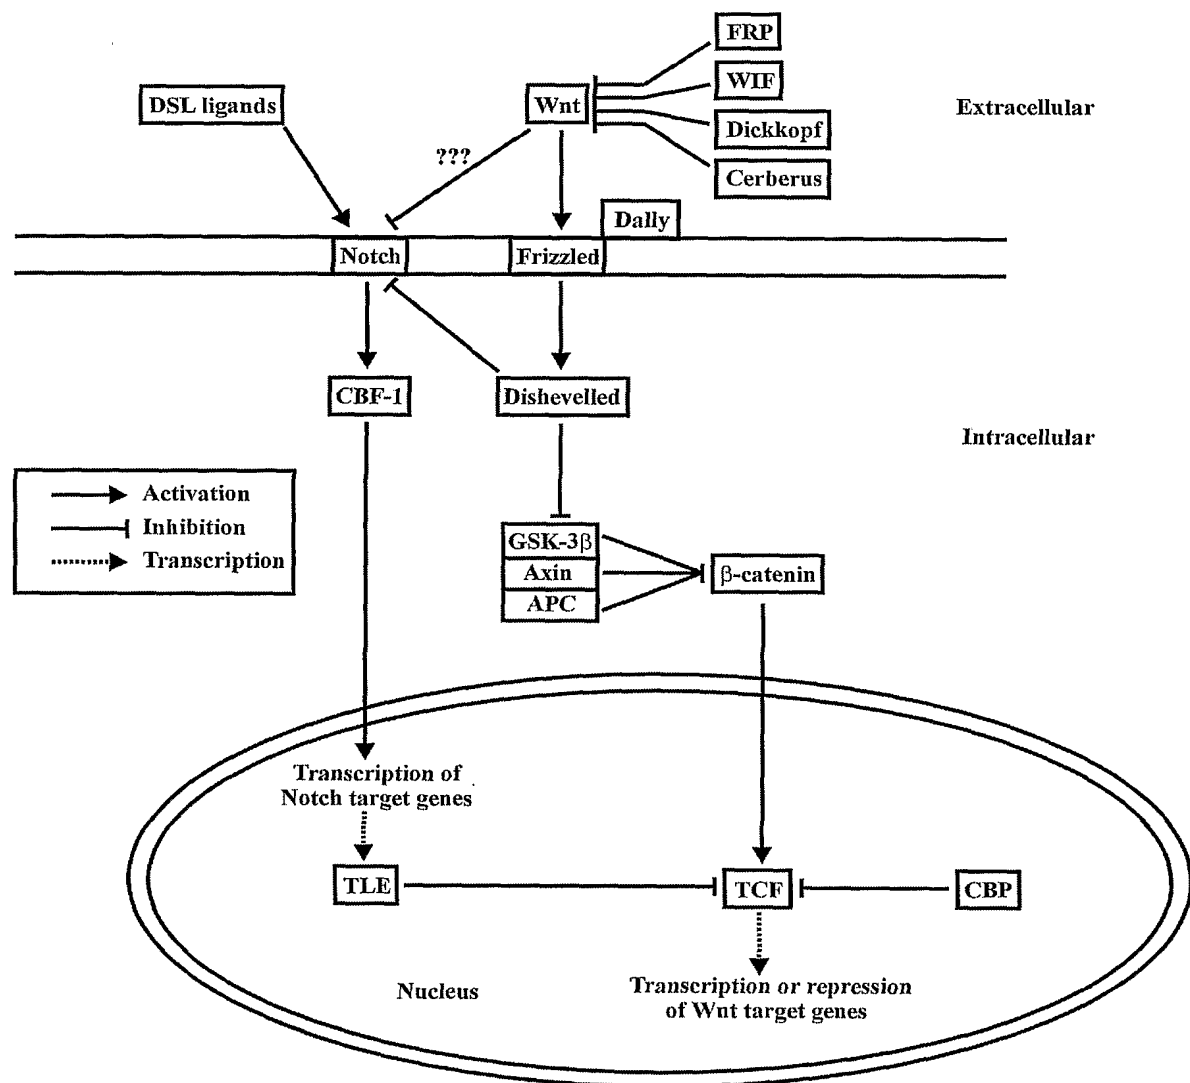 FRP
WIF
DSL ligands
Wnt
Extracellular
Dickkopf
???
Cerberus
Dally
Notch
Frizzled
CBF-1
Dishevelled
Intracellular
Activation
Inhibition
Transcription
GSK-3β
Axin
β-catenin
APC
Transcription of
Notch target genes
TLE
TCF
CBP
Nucleus
Transcription or repression
of Wnt target genes